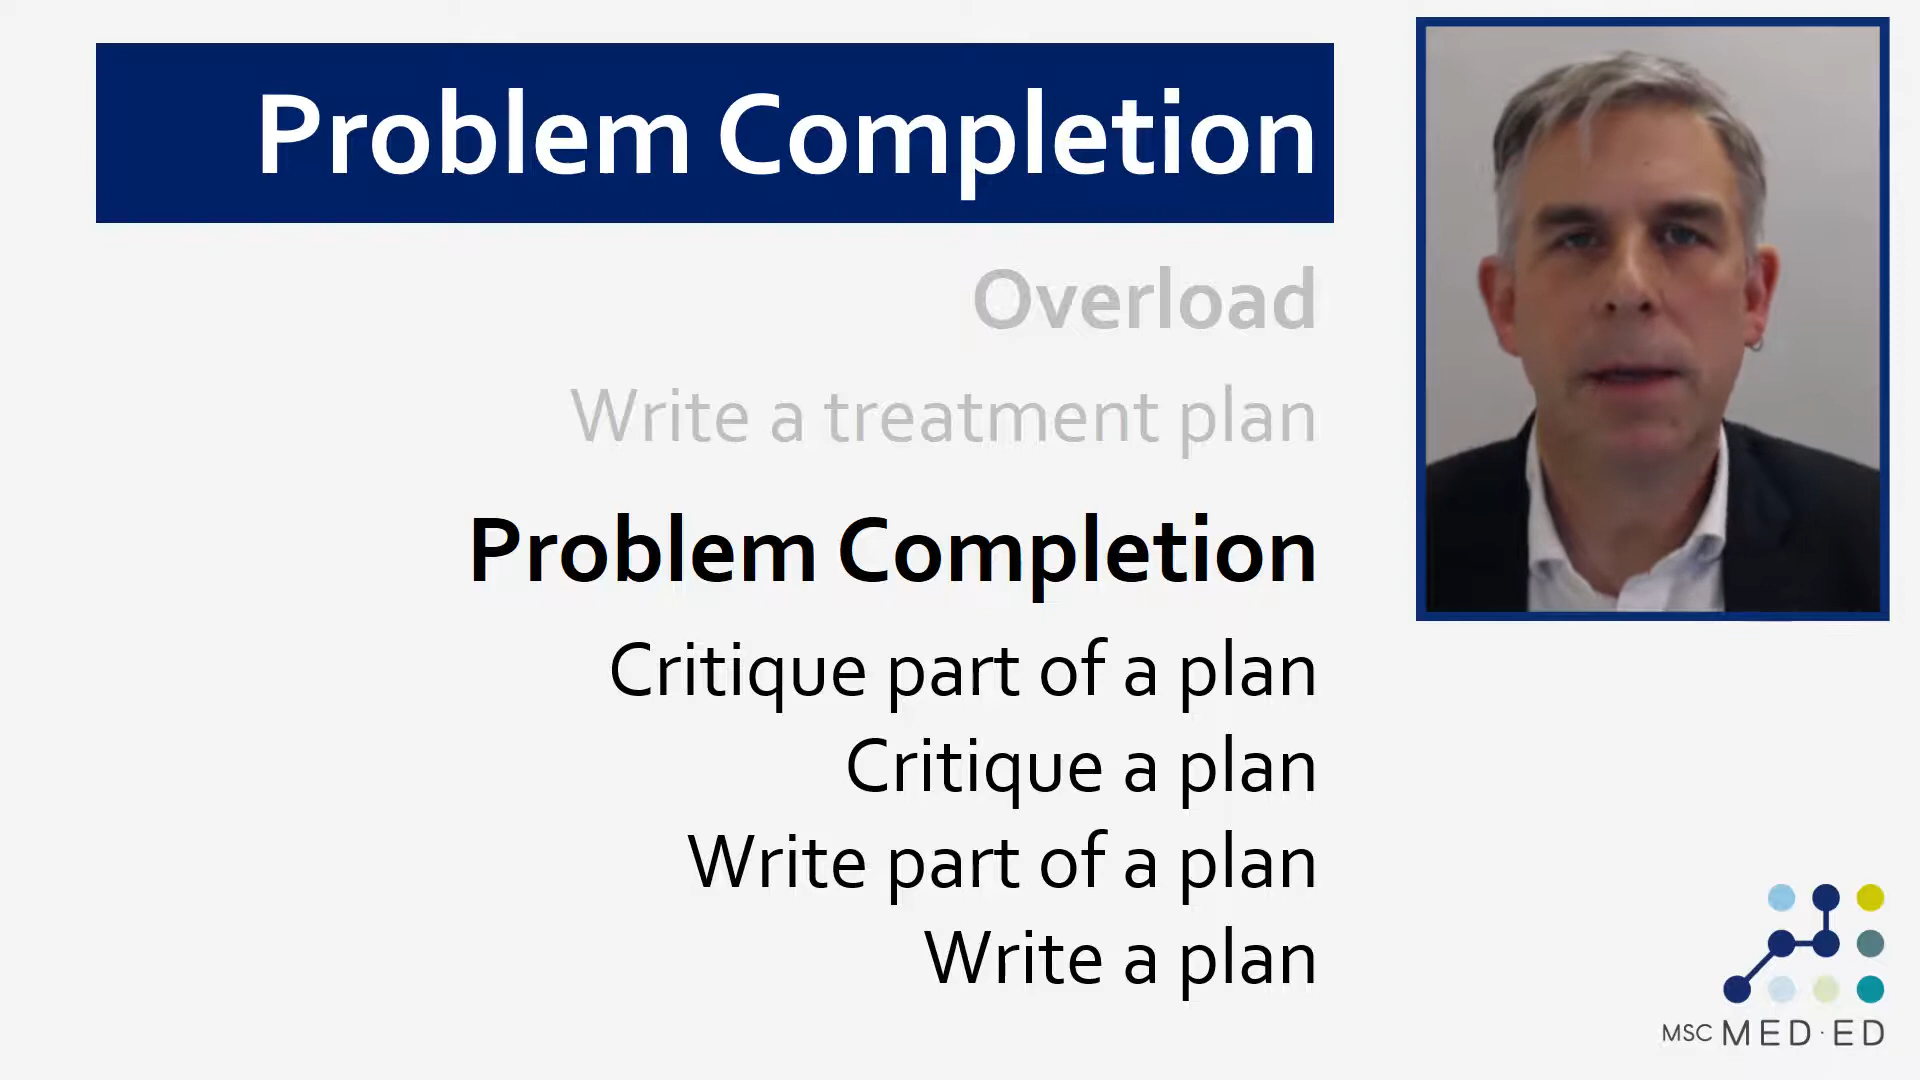 Problem Completion
Overload
Write a treatment plan
Problem Completion
Critique part of a plan
Critique a plan
Write part of a plan
Write a plan
MSC MED·ED